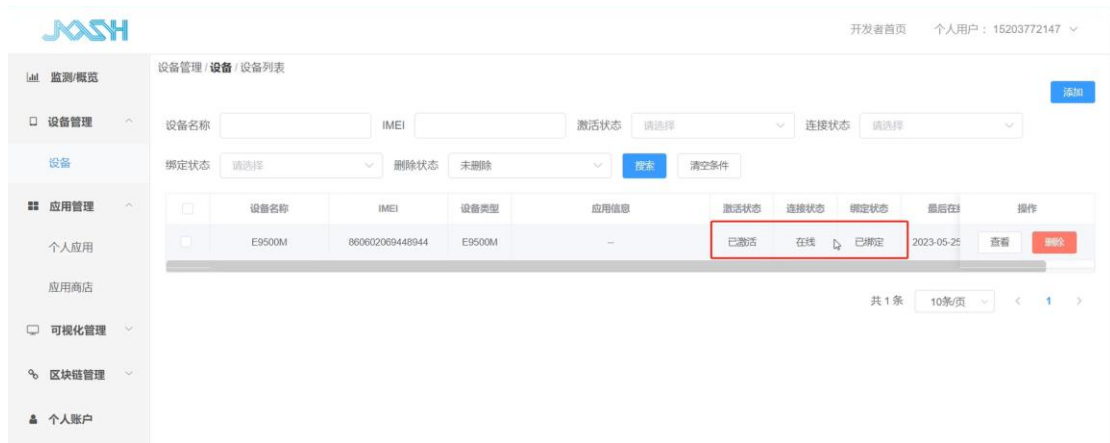 JMASH
开发者首页 个人用户：15203772147
监测/概览
设备管理
设备
应用管理
个人应用
应用商店
可视化管理
区块链管理
个人账户
设备管理 / 设备 / 设备列表
添加
设备名称 IMEI 激活状态 请选择 连接状态 请选择
绑定状态 请选择 删除状态 未删除 搜索 清空条件
设备名称 IMEI 设备类型 应用信息 激活状态 连接状态 绑定状态 最后在 操作
E9500M 860602069448944 E9500M -- 已激活 在线 已绑定 2023-05-25 查看 删除
共 1 条 10条/页 < 1 >